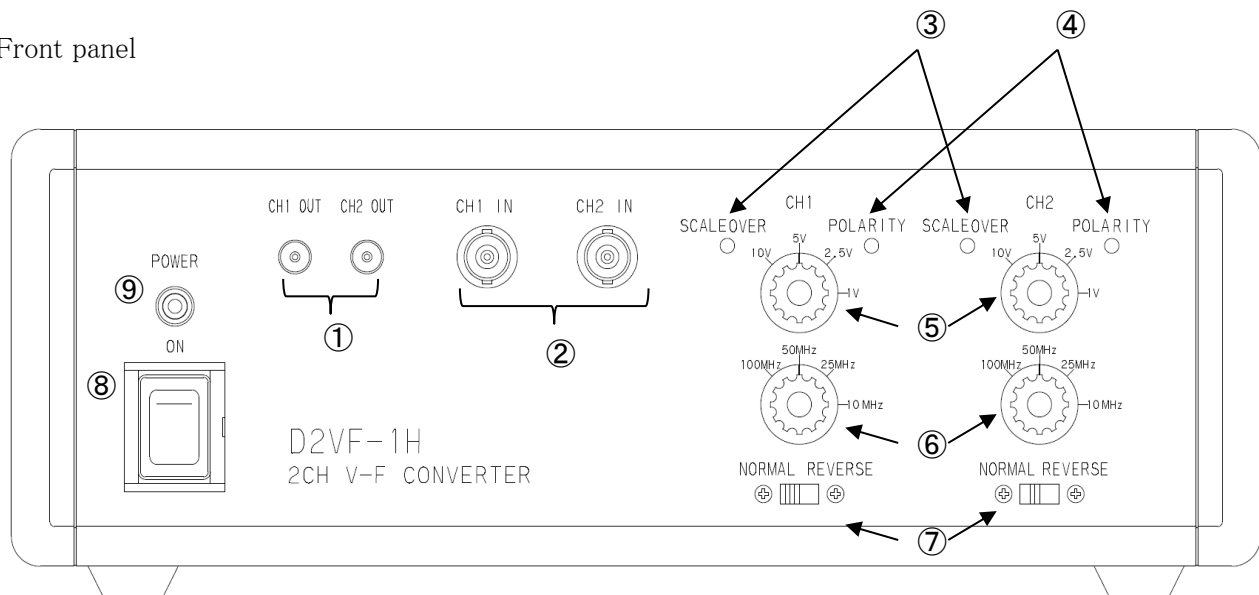 ③ ④
Front panel
CH1 OUT CH2 OUT CH1 IN CH2 IN
CH1 CH2
SCALEOVER POLARITY SCALEOVER POLARITY
10V 5V 2.5V 1V
10V 5V 2.5V 1V
POWER
⑨
ON
① ② ⑤
⑧
100MHz 50MHz 25MHz 10MHz
100MHz 50MHz 25MHz 10MHz
⑥
D2VF-1H
2CH V-F CONVERTER
NORMAL REVERSE NORMAL REVERSE
⑦